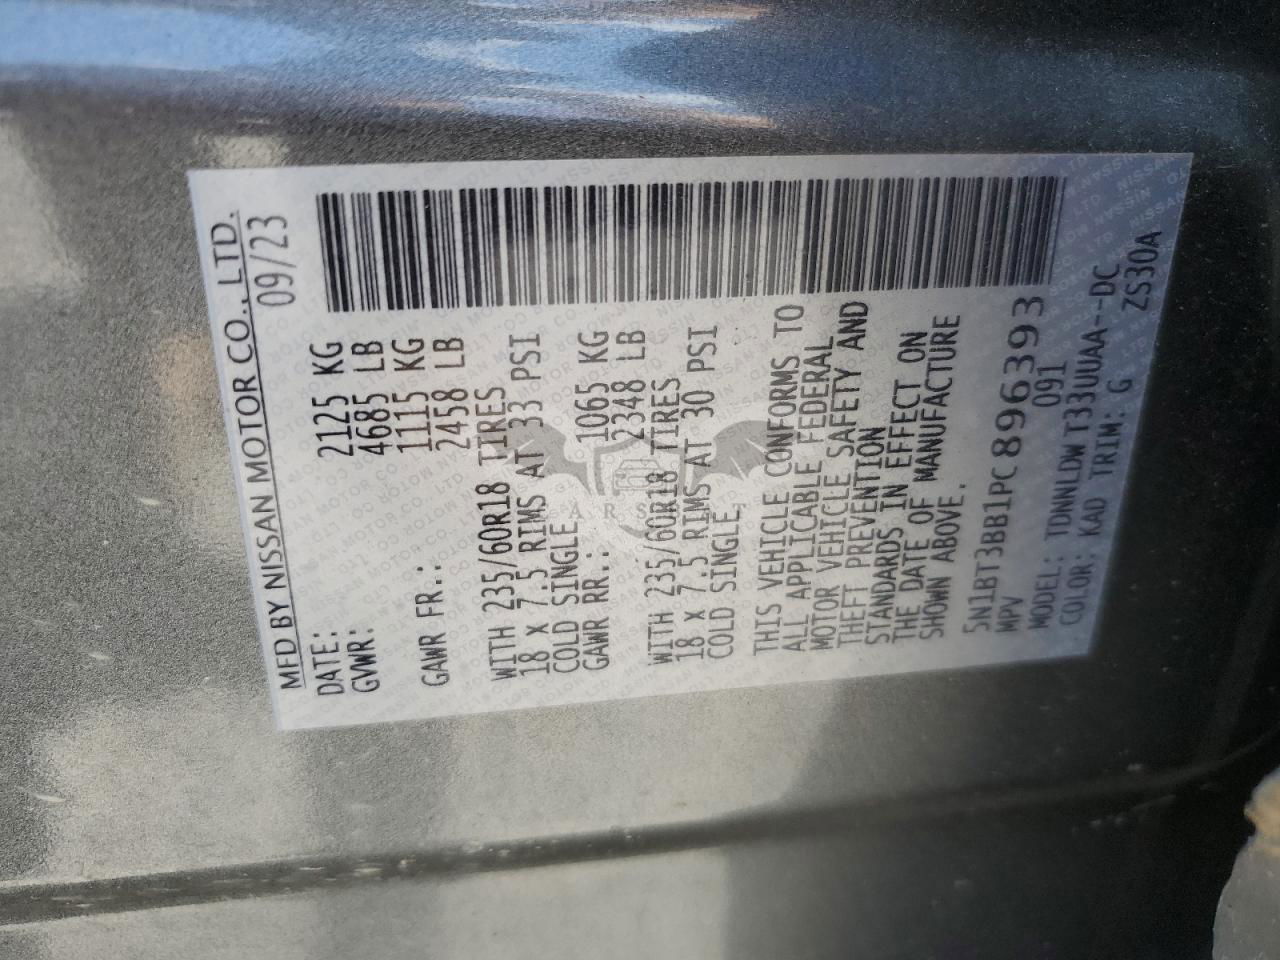 MFD BY NISSAN MOTOR CO., LTD.
DATE: 09/23
GVWR: 2125 KG
4685 LB
GAWR FR.: 1115 KG
2458 LB
WITH 235/60R18 TIRES
18 x 7.5 RIMS AT 33 PSI
COLD SINGLE
GAWR RR.: 1065 KG
2348 LB
WITH 235/60R18 TIRES
18 x 7.5 RIMS AT 30 PSI
COLD SINGLE
THIS VEHICLE CONFORMS TO
ALL APPLICABLE FEDERAL
MOTOR VEHICLE SAFETY AND
THEFT PREVENTION
STANDARDS IN EFFECT ON
THE DATE OF MANUFACTURE
SHOWN ABOVE.
5N1BT3BB1PC896393
MPV 091
MODEL: TDNNLDWT33UUAA--DC
COLOR: KAD TRIM: G ZS30A